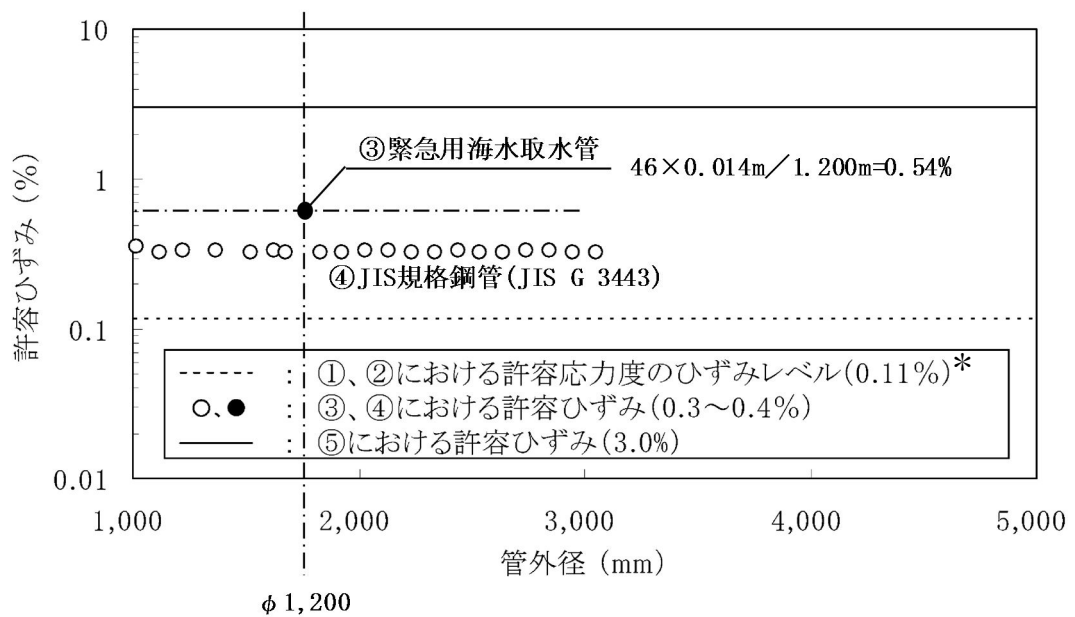 10
1
0.1
0.01
許容ひずみ (%)
③緊急用海水取水管
46×0.014m/1.200m=0.54%
④JIS規格鋼管(JIS G 3443)
: ①、②における許容応力度のひずみレベル(0.11%)*
○、● : ③、④における許容ひずみ(0.3~0.4%)
: ⑤における許容ひずみ(3.0%)
1,000 2,000 3,000 4,000 5,000
管外径 (mm)
φ1,200